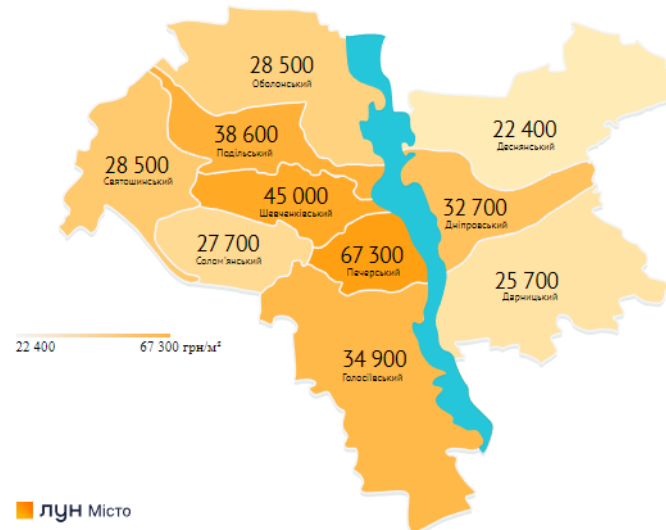 28 500
Оболонський
22 400
Деснянський
38 600
Подільський
28 500
Святошинський
45 000
Шевченківський
32 700
Дніпровський
27 700
Солом'янський
67 300
Печерський
25 700
Дарницький
22 400
67 300 грн/м²
34 900
Голосіївський
лун Місто